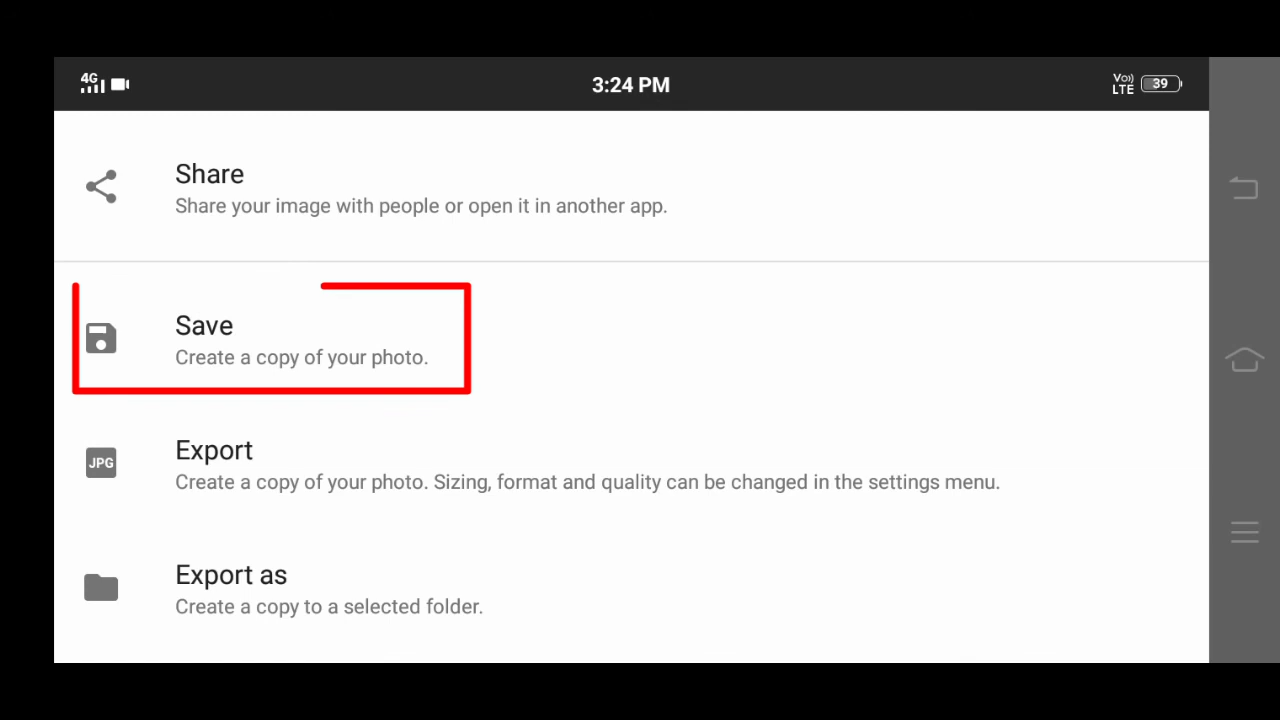 4G
3:24 PM
Vo)) LTE
39
Share
Share your image with people or open it in another app.
Save
Create a copy of your photo.
JPG
Export
Create a copy of your photo. Sizing, format and quality can be changed in the settings menu.
Export as
Create a copy to a selected folder.